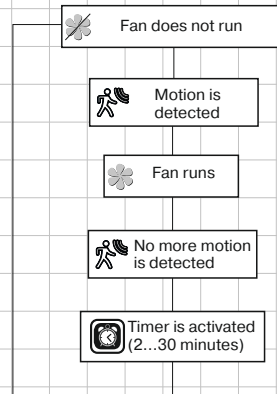 Fan does not run
Motion is
detected
Fan runs
No more motion
is detected
Timer is activated
(2...30 minutes)